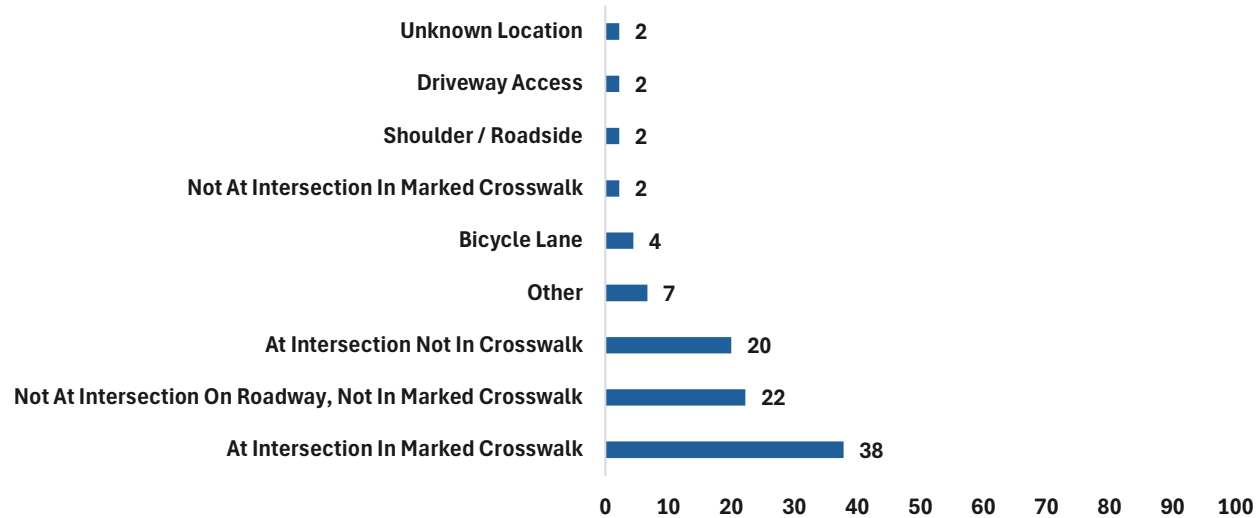 Unknown Location 2
Driveway Access 2
Shoulder / Roadside 2
Not At Intersection In Marked Crosswalk 2
Bicycle Lane 4
Other 7
At Intersection Not In Crosswalk 20
Not At Intersection On Roadway, Not In Marked Crosswalk 22
At Intersection In Marked Crosswalk 38
0 10 20 30 40 50 60 70 80 90 100